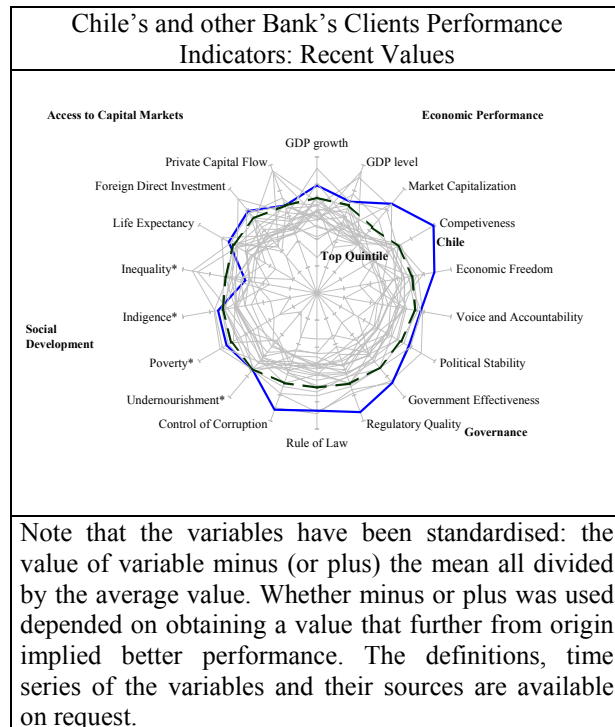 Chile's and other Bank's Clients Performance
Indicators: Recent Values
Access to Capital Markets
Economic Performance
GDP growth
Private Capital Flow
GDP level
Foreign Direct Investment
Market Capitalization
Life Expectancy
Competiveness
Chile
Inequality*
Top Quintile
Economic Freedom
Indigence*
Voice and Accountability
Social
Development
Poverty*
Political Stability
Undernourishment*
Government Effectiveness
Control of Corruption
Regulatory Quality
Governance
Rule of Law
Note that the variables have been standardised: the
value of variable minus (or plus) the mean all divided
by the average value. Whether minus or plus was used
depended on obtaining a value that further from origin
implied better performance. The definitions, time
series of the variables and their sources are available
on request.